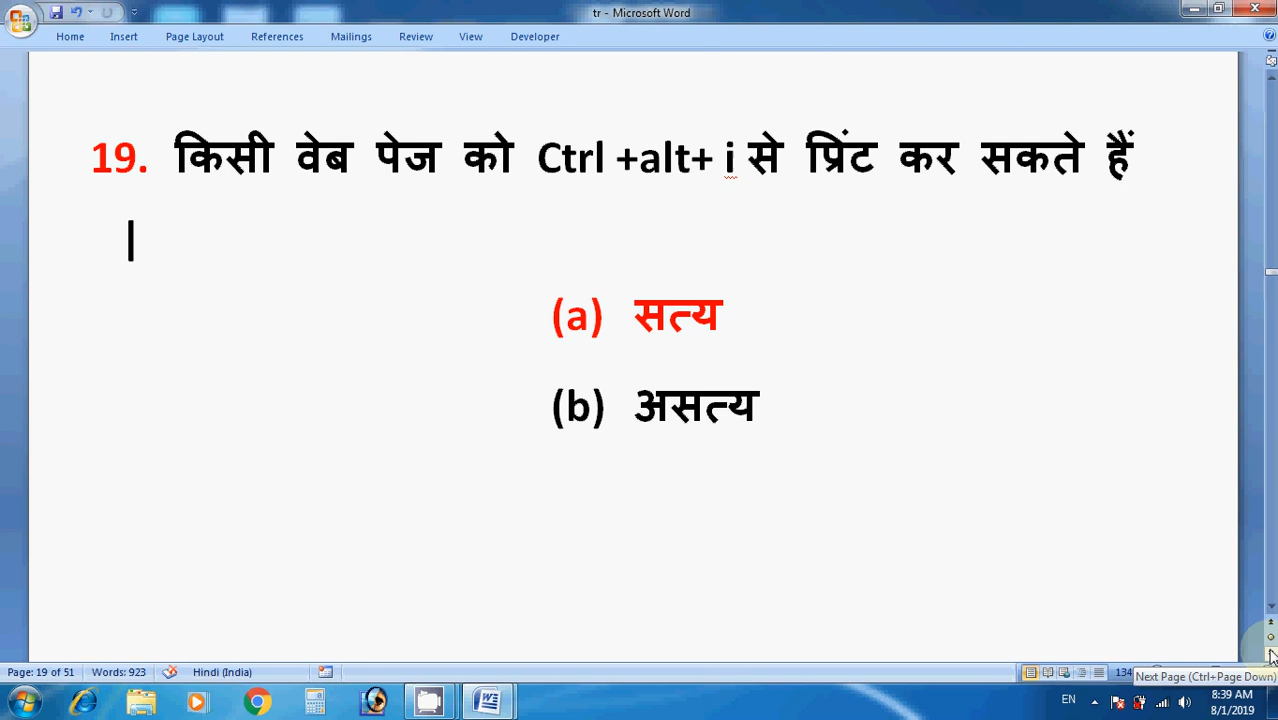 tr - Microsoft Word
Home Insert Page Layout References Mailings Review View Developer
19. किसी वेब पेज को Ctrl +alt+ i से प्रिंट कर सकते हैं
|
(a) सत्य
(b) असत्य
Page: 19 of 51 Words: 923 Hindi (India) 134
Next Page (Ctrl+Page Down)
EN 8:39 AM
8/1/2019